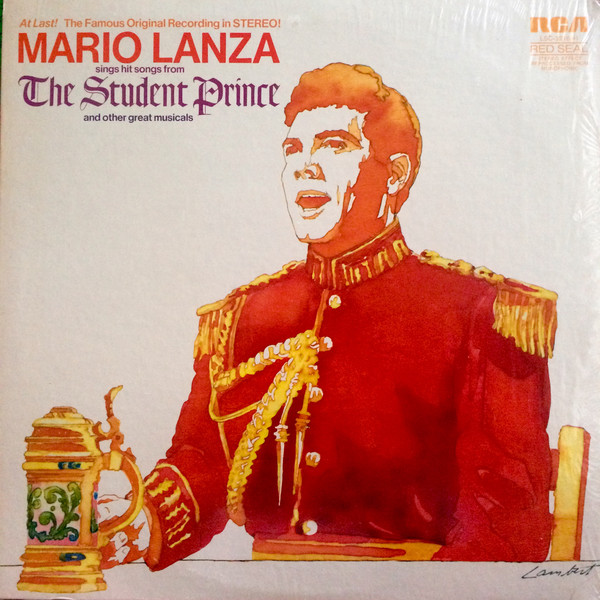 At Last! The Famous Original Recording in STEREO!
MARIO LANZA
sings hit songs from
The Student Prince
and other great musicals
RCA
RED SEAL
Lambert